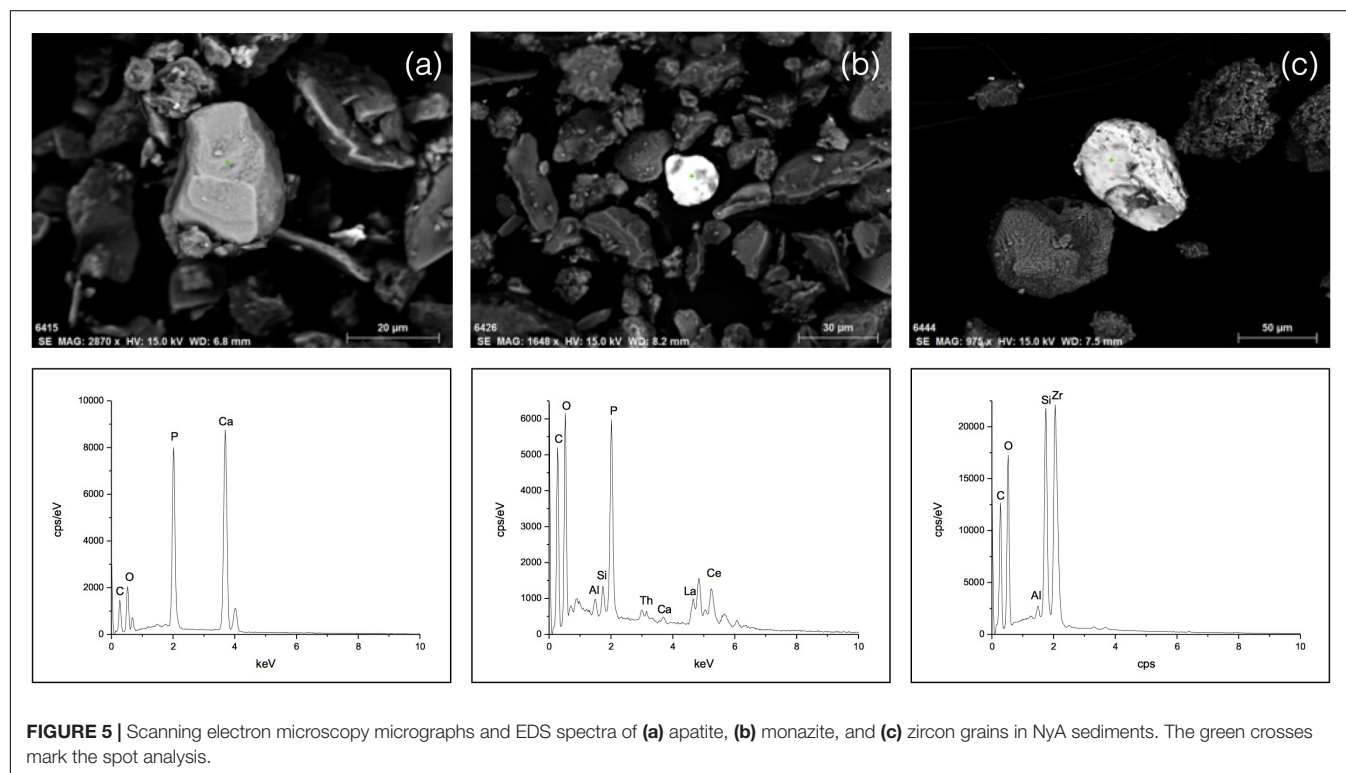 (a)
6415
SE MAG: 2870 x HV: 15.0 kV WD: 6.8 mm
20 µm
(b)
6426
SE MAG: 1648 x HV: 15.0 kV WD: 8.2 mm
30 µm
(c)
6444
SE MAG: 975 x HV: 15.0 kV WD: 7.5 mm
50 µm
10000
8000
6000
4000
2000
0
cps/eV
C
O
P
Ca
0 2 4 6 8 10
keV
6000
5000
4000
3000
2000
1000
0
cps/eV
C
O
Al
Si
P
Th
Ca
La
Ce
0 2 4 6 8 10
keV
20000
15000
10000
5000
0
cps/eV
C
O
Al
Si
Zr
0 2 4 6 8 10
cps
FIGURE 5 | Scanning electron microscopy micrographs and EDS spectra of (a) apatite, (b) monazite, and (c) zircon grains in NyA sediments. The green crosses
mark the spot analysis.